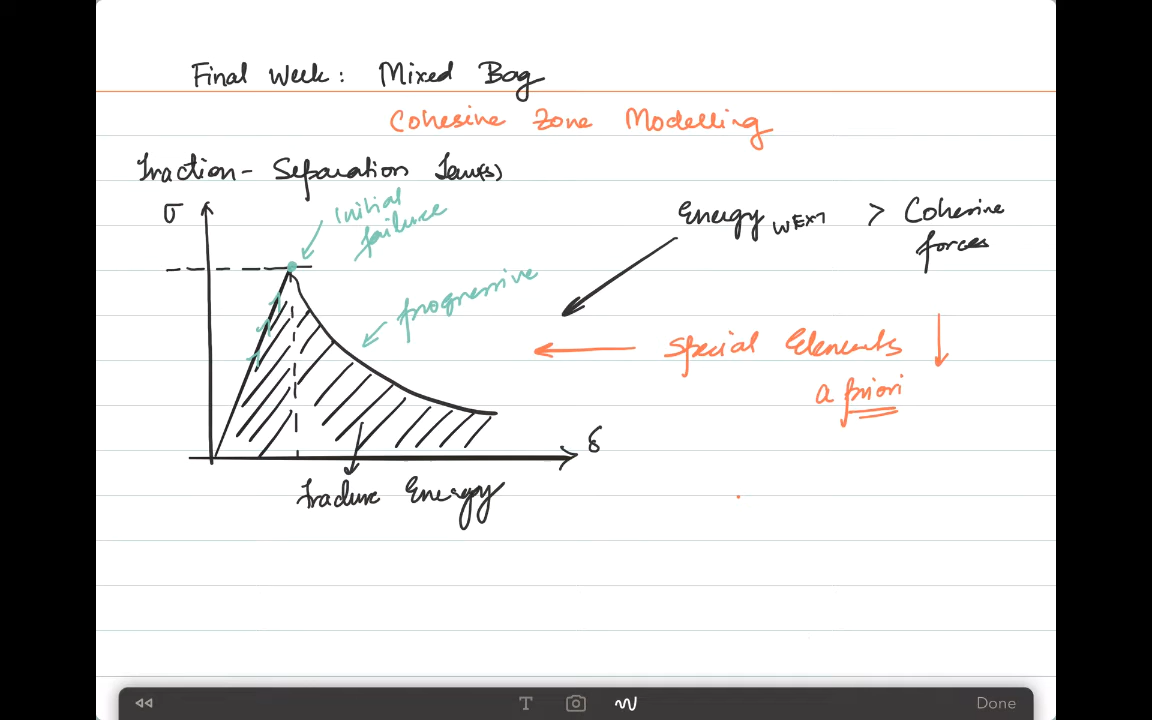 Final Week: Mixed Bag
Cohesive Zone Modelling
Traction - Separation Law(s)
σ
Initial failure
Energy WEXT > Cohesive forces
progressive
Special Elements
a priori
δ
Fracture Energy
T
Done